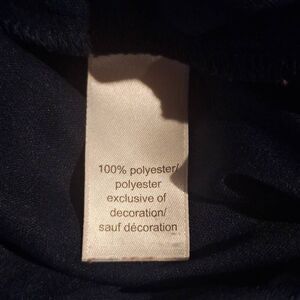 100% polyester/
polyester
exclusive of
decoration/
sauf décoration